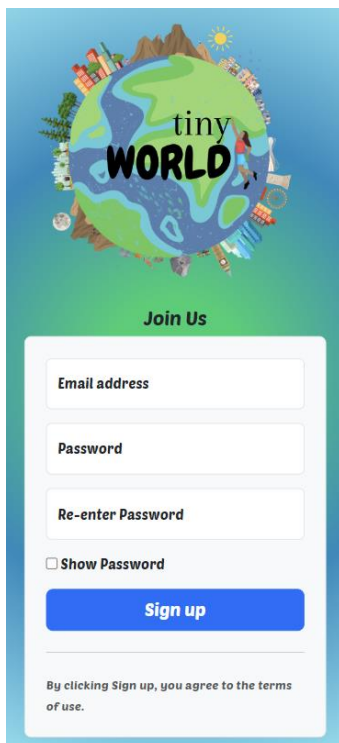 tiny
WORLD
Join Us
Email address
Password
Re-enter Password
Show Password
Sign up
By clicking Sign up, you agree to the terms
of use.